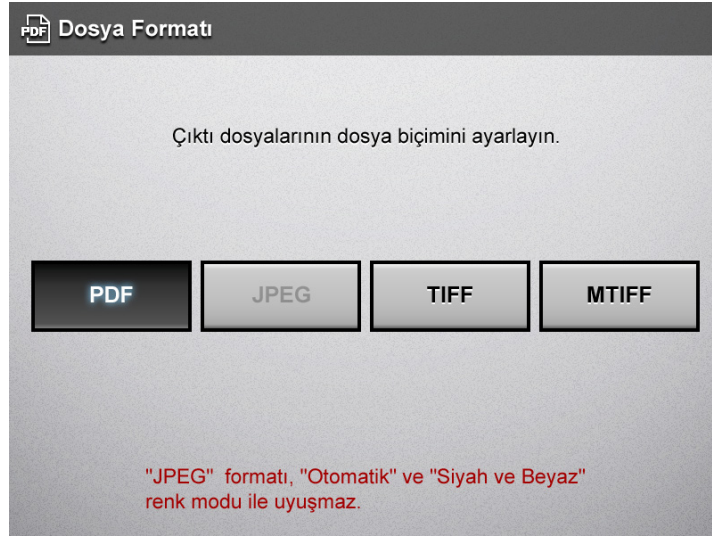 PDF Dosya Formatı
Çıktı dosyalarının dosya biçimini ayarlayın.
PDF JPEG TIFF MTIFF
"JPEG" formatı, "Otomatik" ve "Siyah ve Beyaz"
renk modu ile uyuşmaz.